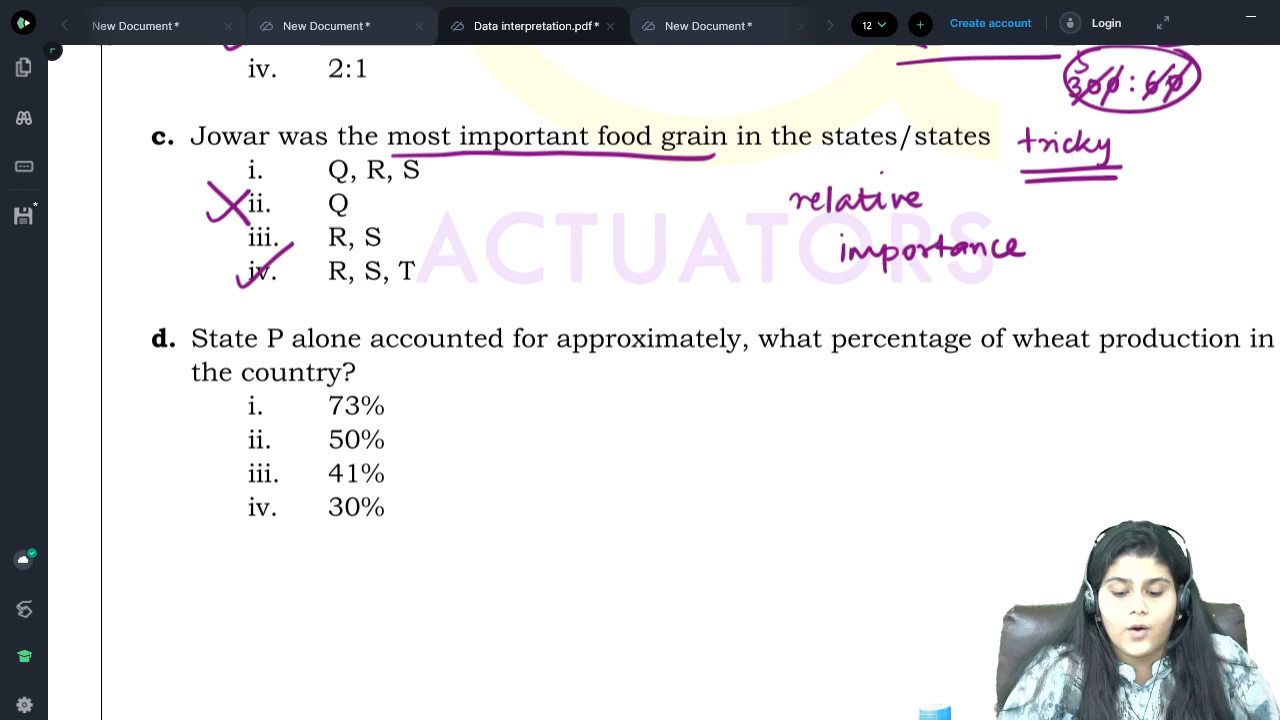 New Document*
New Document*
Data interpretation.pdf*
New Document*
12
Create account
Login
iv. 2:1
300 : 60
c. Jowar was the most important food grain in the states/states tricky
i. Q, R, S
ii. Q
relative
iii. R, S
importance
iv. R, S, T
ACTUATORS
d. State P alone accounted for approximately, what percentage of wheat production in
the country?
i. 73%
ii. 50%
iii. 41%
iv. 30%